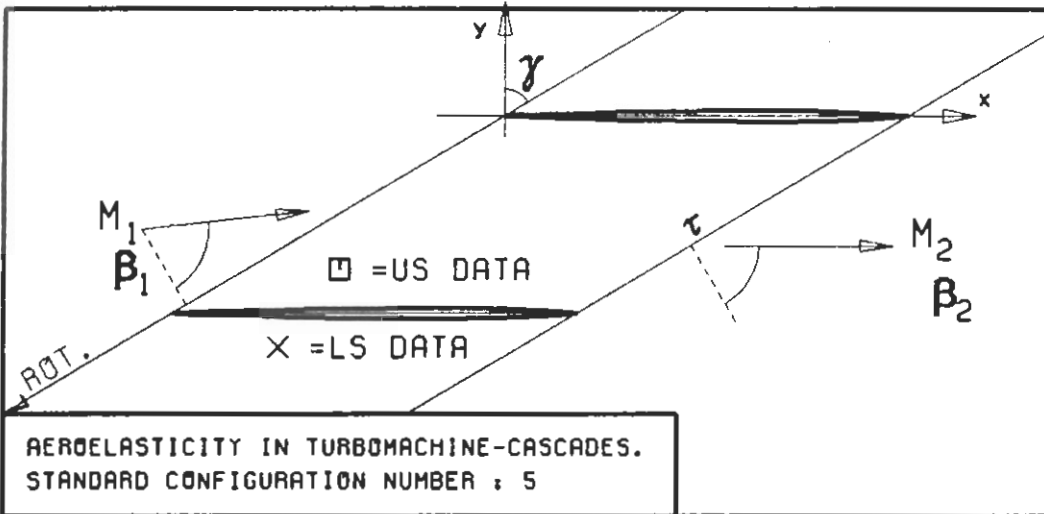 y
γ
x
M₁
β₁
τ
M₂
β₂
=US DATA
× =LS DATA
ROT.
AEROELASTICITY IN TURBOMACHINE-CASCADES.
STANDARD CONFIGURATION NUMBER : 5